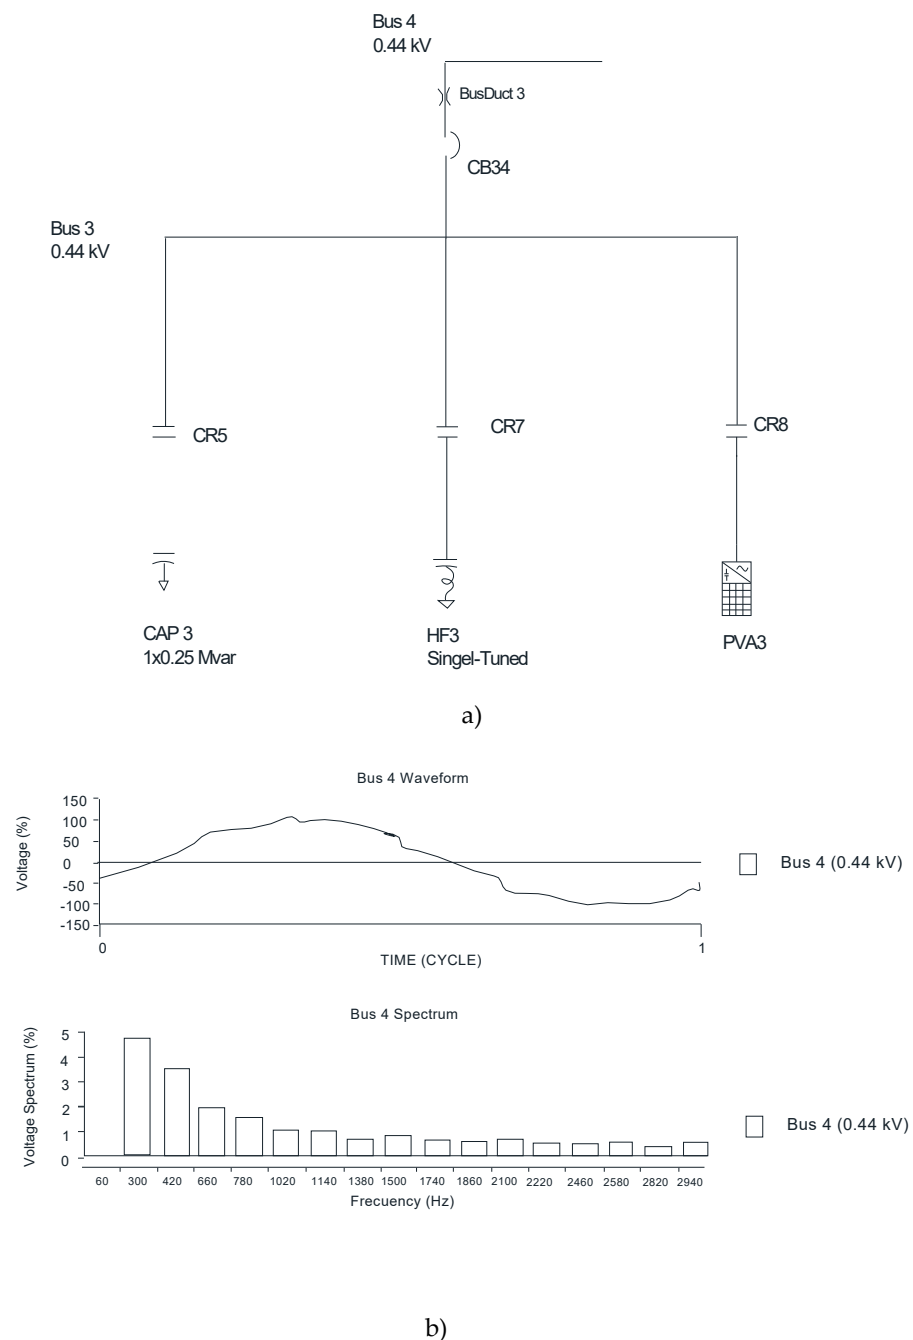 Bus 4
0.44 kV
BusDuct 3
CB34
Bus 3
0.44 kV
CR5
CR7
CR8
CAP 3
1x0.25 Mvar
HF3
Singel-Tuned
PVA3
a)
Bus 4 Waveform
Voltage (%)
150
100
50
0
-50
-100
-150
0
1
TIME (CYCLE)
Bus 4 (0.44 kV)
Bus 4 Spectrum
Voltage Spectrum (%)
5
4
3
2
1
0
60 300 420 660 780 1020 1140 1380 1500 1740 1860 2100 2220 2460 2580 2820 2940
Frecuency (Hz)
Bus 4 (0.44 kV)
b)